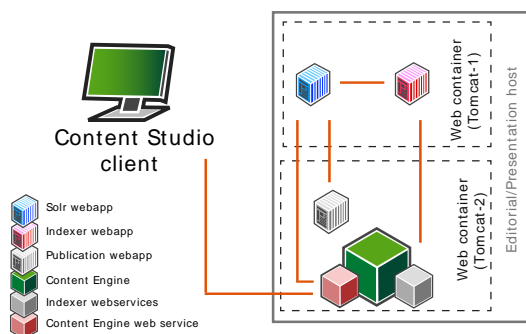 Content Studio
client
Solr webapp
Indexer webapp
Publication webapp
Content Engine
Indexer webservices
Content Engine web service
Web container
(Tomcat-1)
Web container
(Tomcat-2)
Editorial/Presentation host